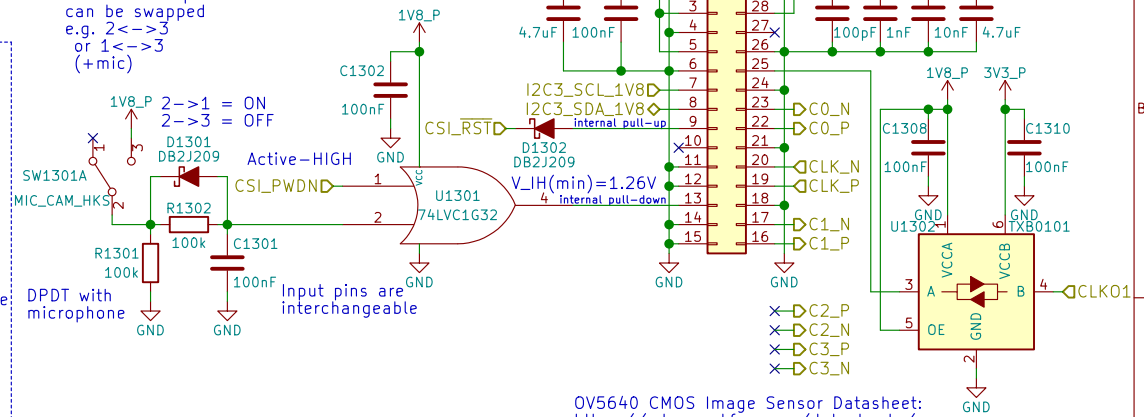 can be swapped
e.g. 2<->3
or 1<->3
(+mic)
1V8_P
3
4
5
6
7
8
9
10
11
12
13
14
15
28
27
26
25
24
23
22
21
20
19
18
17
16
4.7uF
100nF
100pF
1nF
10nF
4.7uF
C1302
100nF
GND
1V8_P
2->1 = ON
2->3 = OFF
1
3
2
SW1301A
MIC_CAM_HKS
D1301
DB2J209
R1302
100k
R1301
100k
C1301
100nF
GND
GND
DPDT with
microphone
Active-HIGH
CSI_PWDN
1
2
VCC
U1301
74LVC1G32
4
GND
Input pins are
interchangeable
I2C3_SCL_1V8
I2C3_SDA_1V8
CSI_RST
internal pull-up
D1302
DB2J209
V_IH(min)=1.26V
internal pull-down
GND
GND
C0_N
C0_P
CLK_N
CLK_P
C1_N
C1_P
C2_P
C2_N
C3_P
C3_N
1V8_P
3V3_P
C1308
100nF
GND
C1310
100nF
GND
U1302
TXB0101
1
6
VCCA
VCCB
3
A
B
4
CLKO1
5
OE
GND
2
GND
B
e
OV5640 CMOS Image Sensor Datasheet: